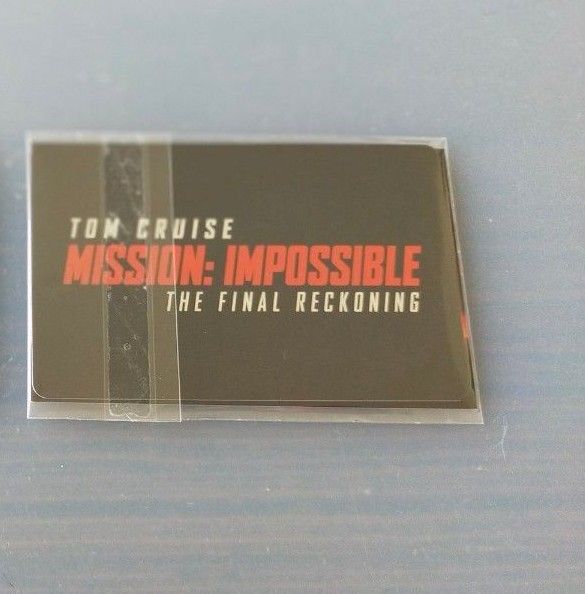 TOM CRUISE
MISSION: IMPOSSIBLE
THE FINAL RECKONING